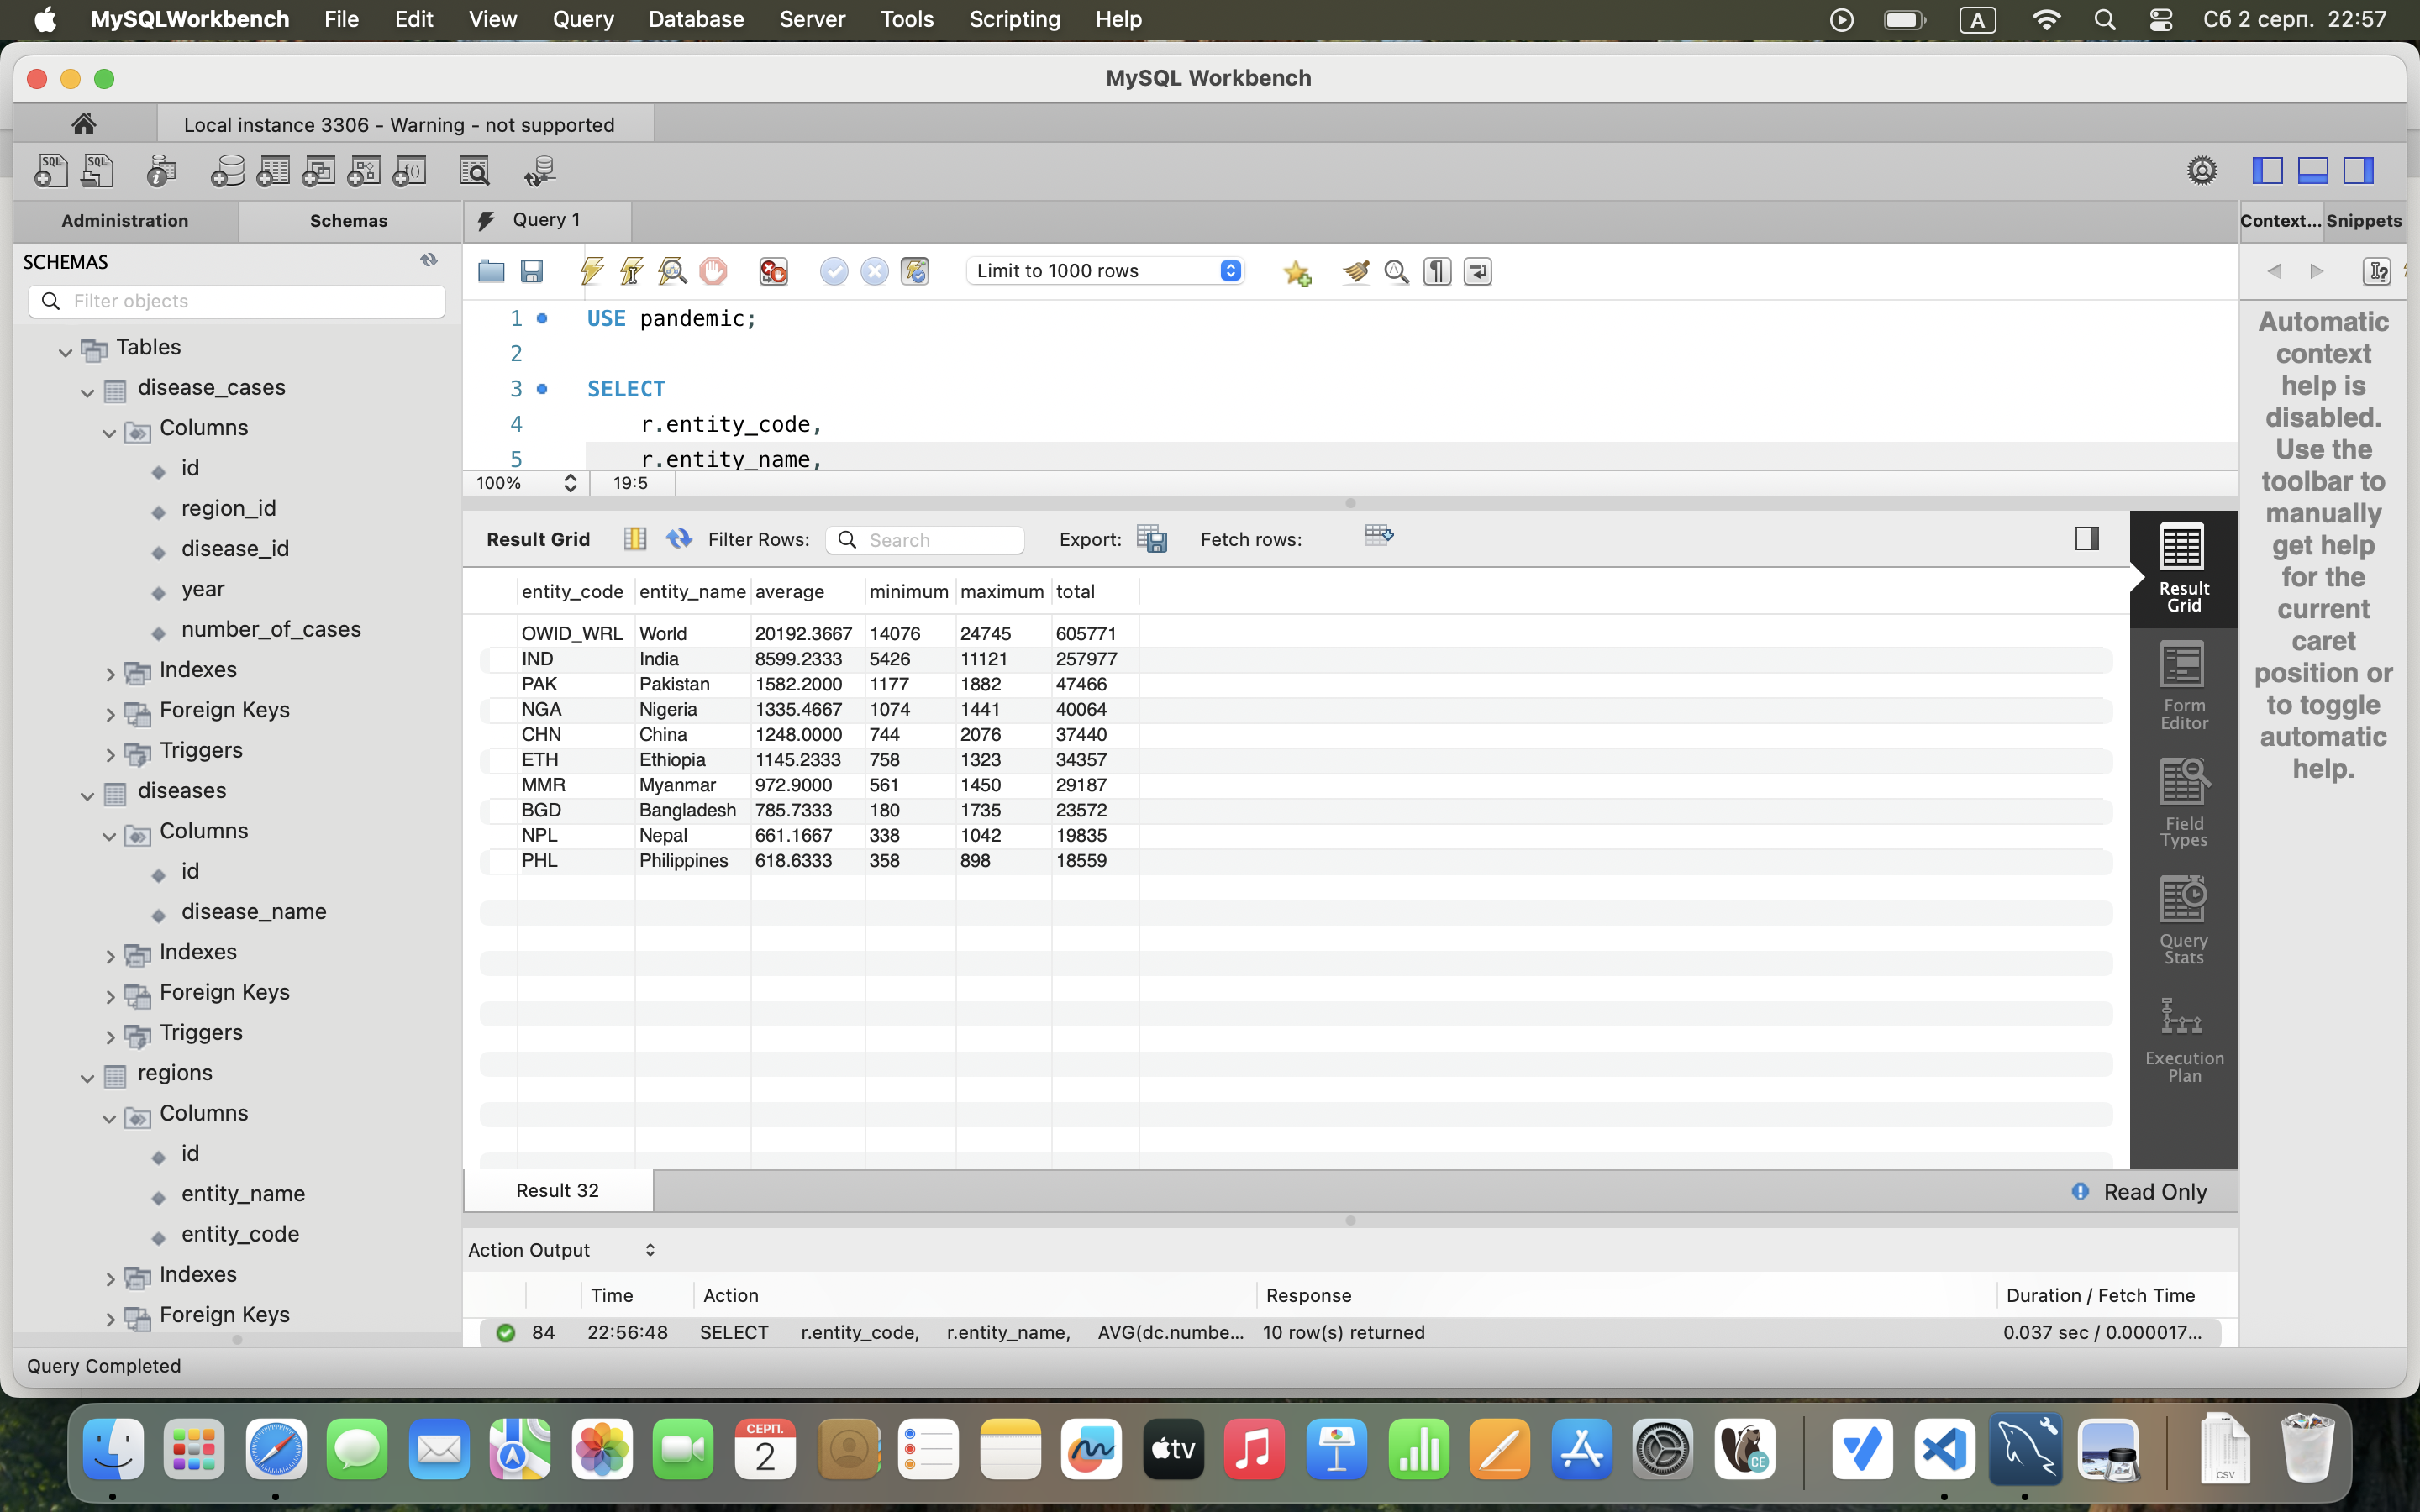 MySQLWorkbench File Edit View Query Database Server Tools Scripting Help A Сб 2 серп. 22:57
MySQL Workbench
Local instance 3306 - Warning - not supported
Administration Schemas
Query 1
Context... Snippets
SCHEMAS
Filter objects
Limit to 1000 rows
Tables
disease_cases
Columns
id
region_id
disease_id
year
number_of_cases
Indexes
Foreign Keys
Triggers
diseases
Columns
id
disease_name
Indexes
Foreign Keys
Triggers
regions
Columns
id
entity_name
entity_code
Indexes
Foreign Keys
1 USE pandemic;
2
3 SELECT
4 r.entity_code,
5 r.entity_name,
100% 19:5
Result Grid Filter Rows: Search Export: Fetch rows:
entity_code entity_name average minimum maximum total
OWID_WRL World 20192.3667 14076 24745 605771
IND India 8599.2333 5426 11121 257977
PAK Pakistan 1582.2000 1177 1882 47466
NGA Nigeria 1335.4667 1074 1441 40064
CHN China 1248.0000 744 2076 37440
ETH Ethiopia 1145.2333 758 1323 34357
MMR Myanmar 972.9000 561 1450 29187
BGD Bangladesh 785.7333 180 1735 23572
NPL Nepal 661.1667 338 1042 19835
PHL Philippines 618.6333 358 898 18559
Result
Grid
Form
Editor
Field
Types
Query
Stats
Execution
Plan
Automatic
context
help is
disabled.
Use the
toolbar to
manually
get help
for the
current
caret
position or
to toggle
automatic
help.
Result 32
Read Only
Action Output
Time Action Response Duration / Fetch Time
84 22:56:48 SELECT r.entity_code, r.entity_name, AVG(dc.numbe... 10 row(s) returned 0.037 sec / 0.000017...
Query Completed
СЕРП.
2
tv
CE
CSV